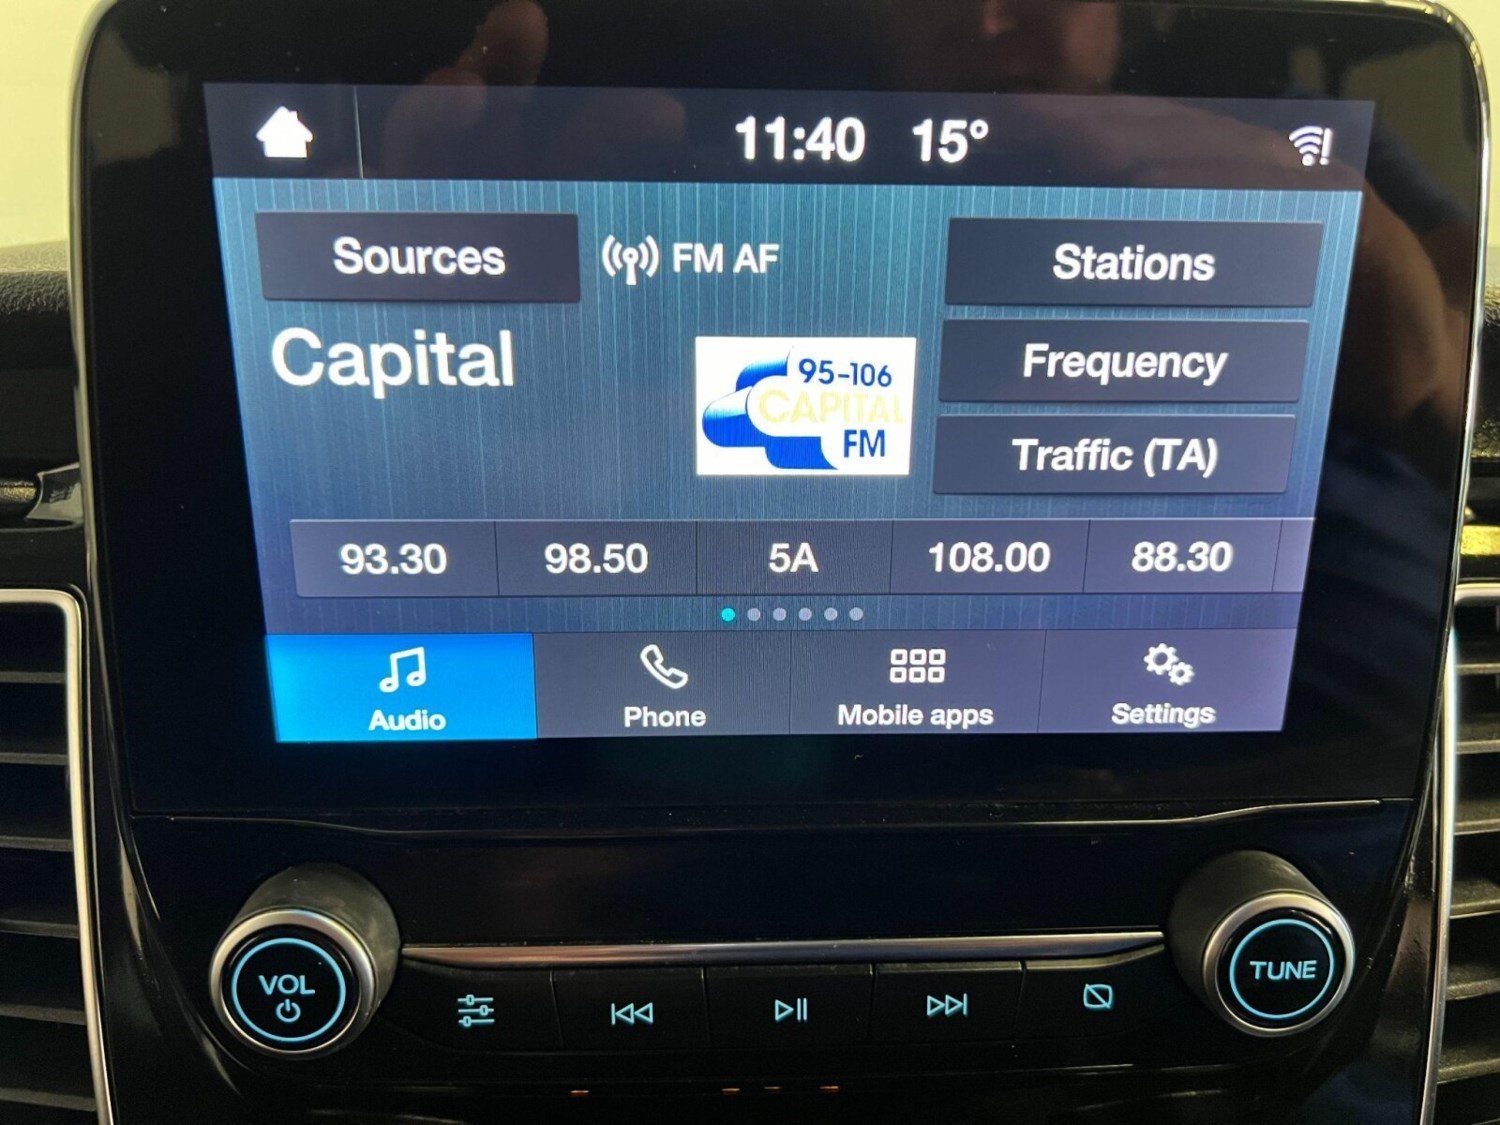 11:40 15°
Sources
FM AF
Stations
Capital
95-106
CAPITAL
FM
Frequency
Traffic (TA)
93.30
98.50
5A
108.00
88.30
Audio
Phone
Mobile apps
Settings
VOL
TUNE